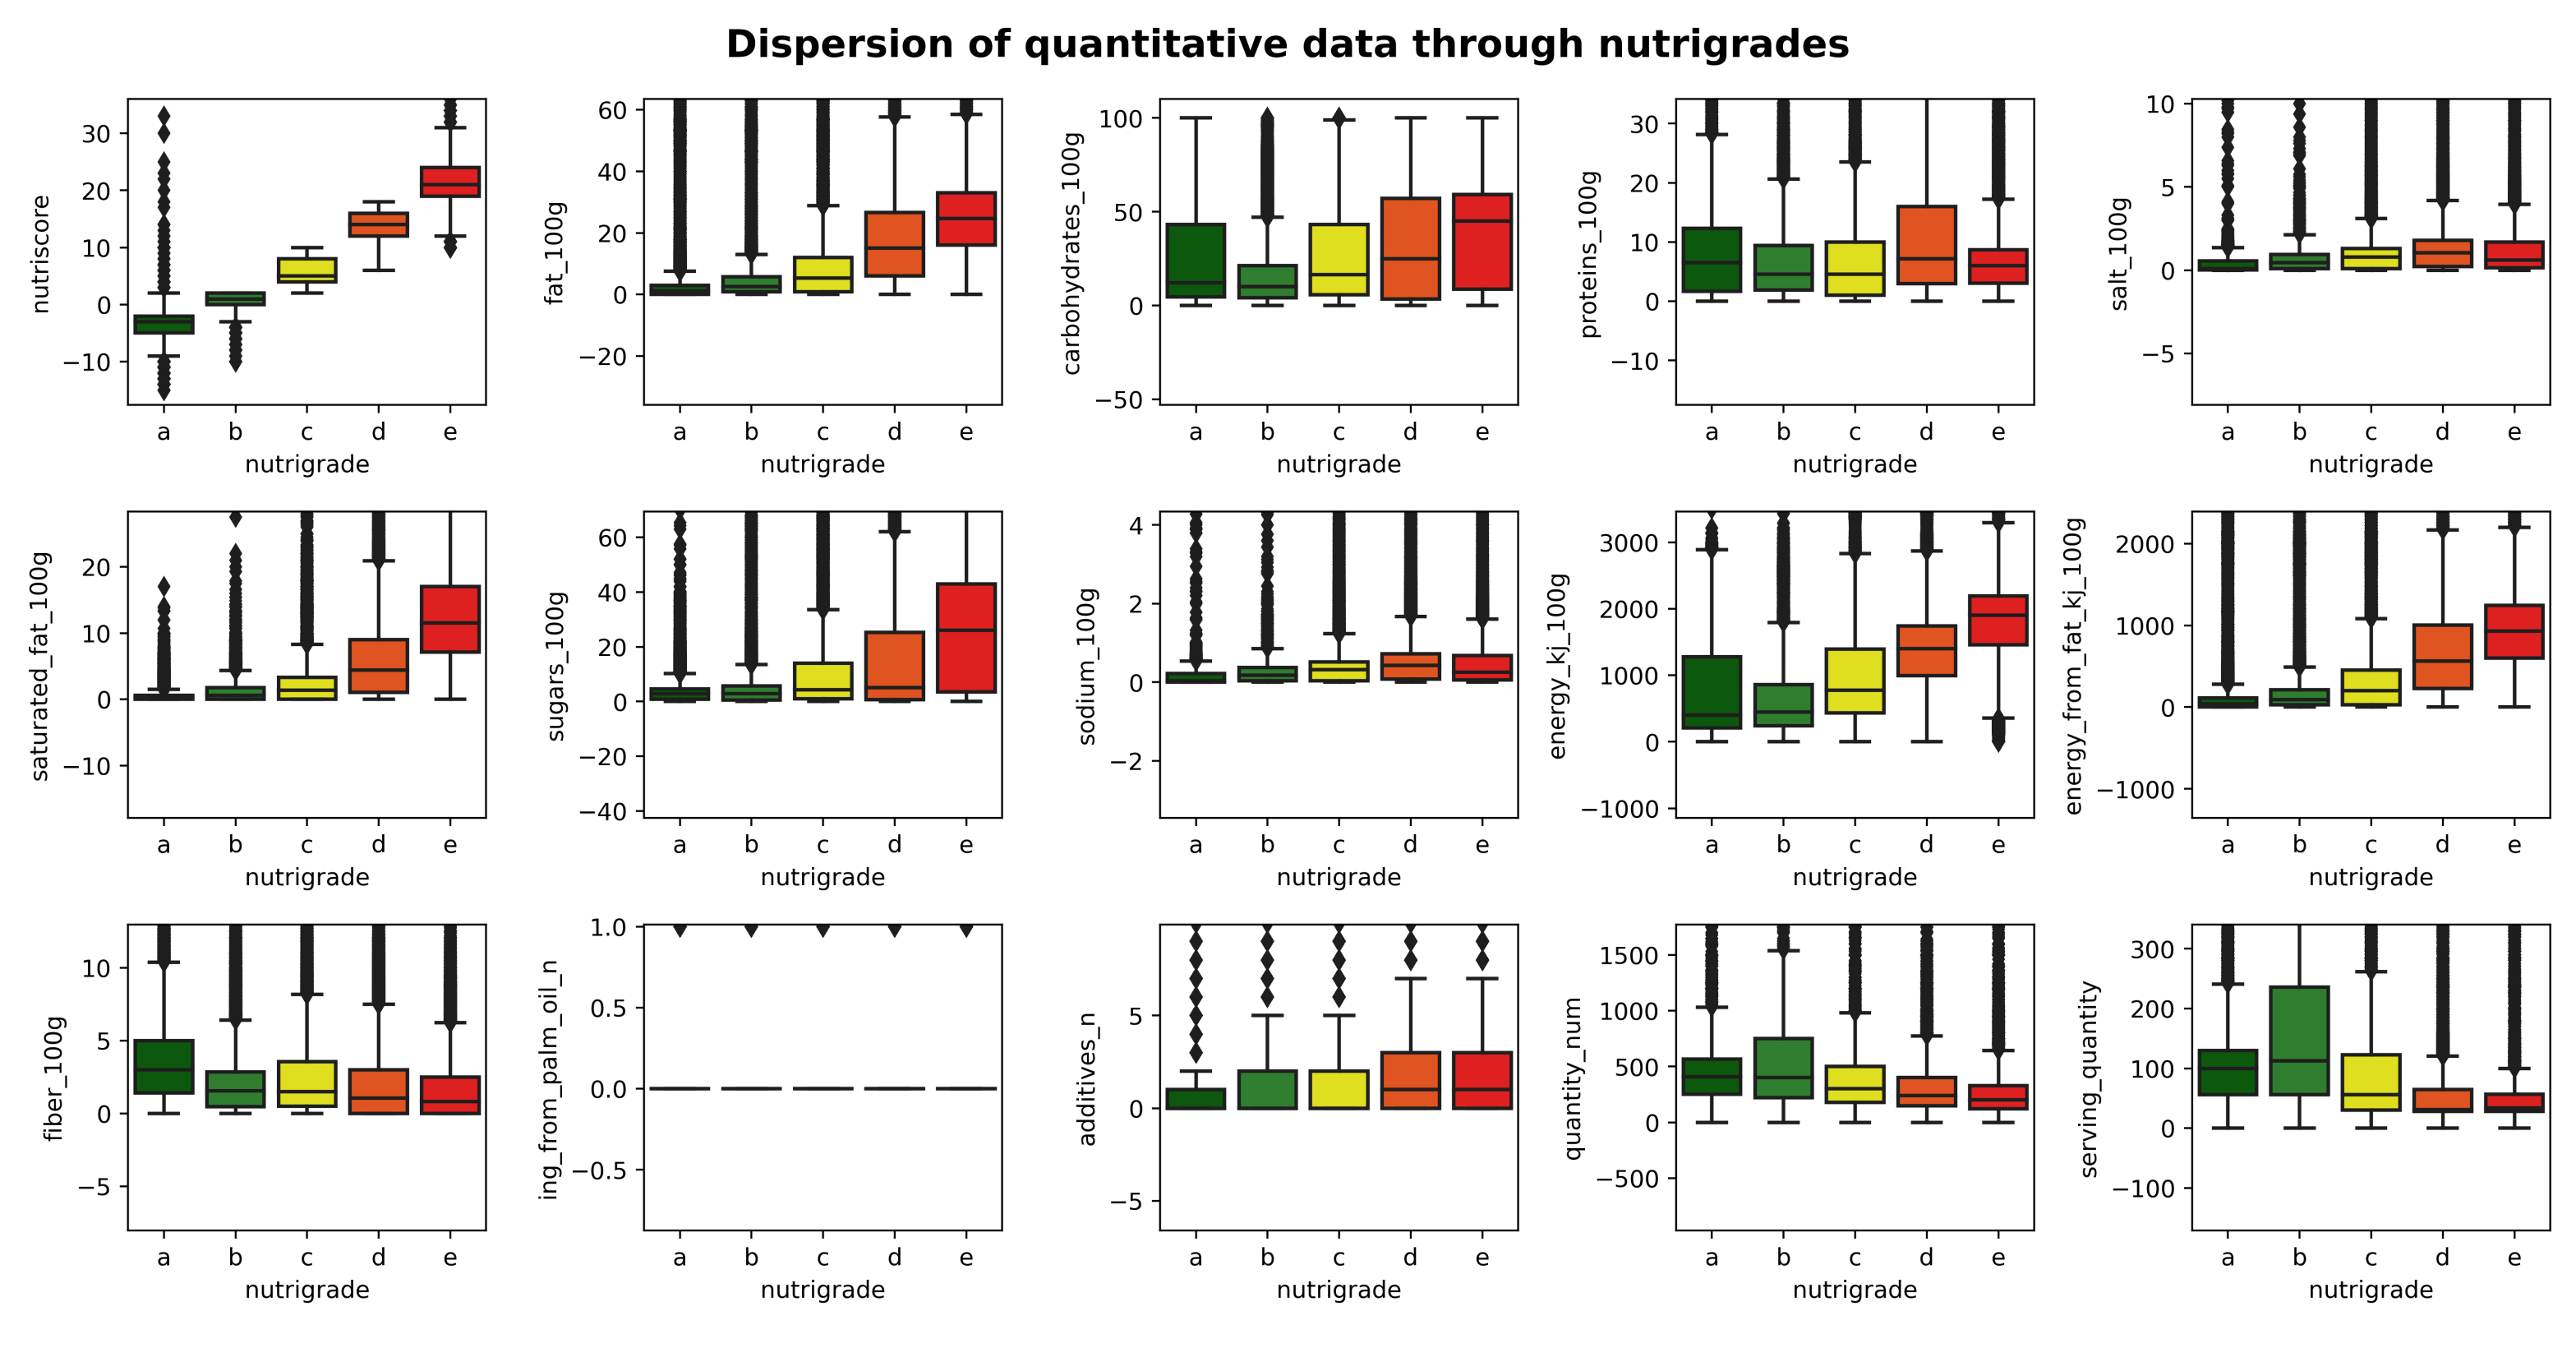 Dispersion of quantitative data through nutrigrades
nutriscore
30
20
10
0
−10
a b c d e
nutrigrade
fat_100g
60
40
20
0
−20
a b c d e
nutrigrade
carbohydrates_100g
100
50
0
−50
a b c d e
nutrigrade
proteins_100g
30
20
10
0
−10
a b c d e
nutrigrade
salt_100g
10
5
0
−5
a b c d e
nutrigrade
saturated_fat_100g
20
10
0
−10
a b c d e
nutrigrade
sugars_100g
60
40
20
0
−20
−40
a b c d e
nutrigrade
sodium_100g
4
2
0
−2
a b c d e
nutrigrade
energy_kj_100g
3000
2000
1000
0
−1000
a b c d e
nutrigrade
energy_from_fat_kj_100g
2000
1000
0
−1000
a b c d e
nutrigrade
fiber_100g
10
5
0
−5
a b c d e
nutrigrade
ing_from_palm_oil_n
1.0
0.5
0.0
−0.5
a b c d e
nutrigrade
additives_n
5
0
−5
a b c d e
nutrigrade
quantity_num
1500
1000
500
0
−500
a b c d e
nutrigrade
serving_quantity
300
200
100
0
−100
a b c d e
nutrigrade